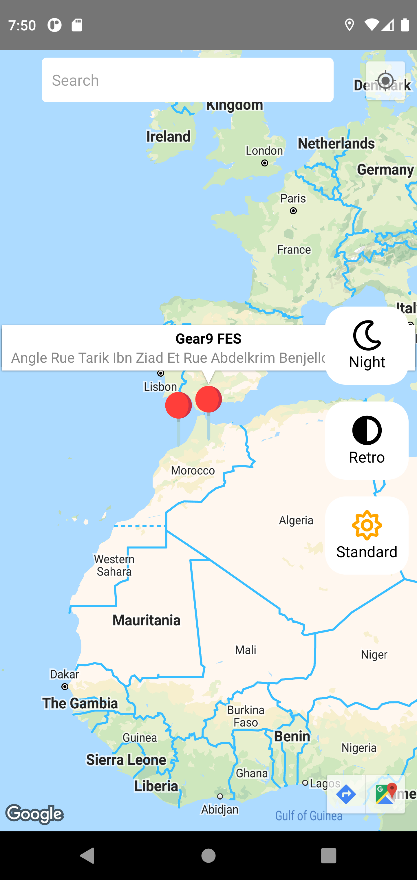 7:50
Search
Denmark
Kingdom
Ireland
London
Netherlands
Germany
Paris
France
Gear9 FES
Angle Rue Tarik Ibn Ziad Et Rue Abdelkrim Benjello
Ital
Night
Lisbon
Retro
Morocco
Algeria
Standard
Western
Sahara
Mauritania
Mali
Niger
Dakar
The Gambia
Burkina
Faso
Guinea
Benin
Nigeria
Sierra Leone
Ghana
Liberia
Lagos
Abidjan
Gulf of Guinea
Google